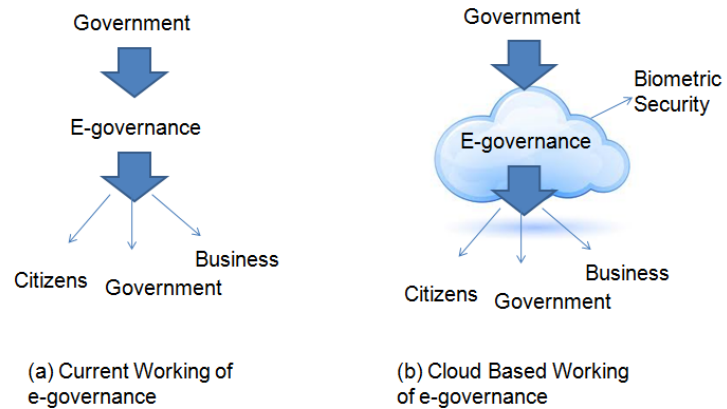 Government
E-governance
Citizens
Government
Business
(a) Current Working of
e-governance
Government
Biometric
Security
E-governance
Citizens
Government
Business
(b) Cloud Based Working
of e-governance